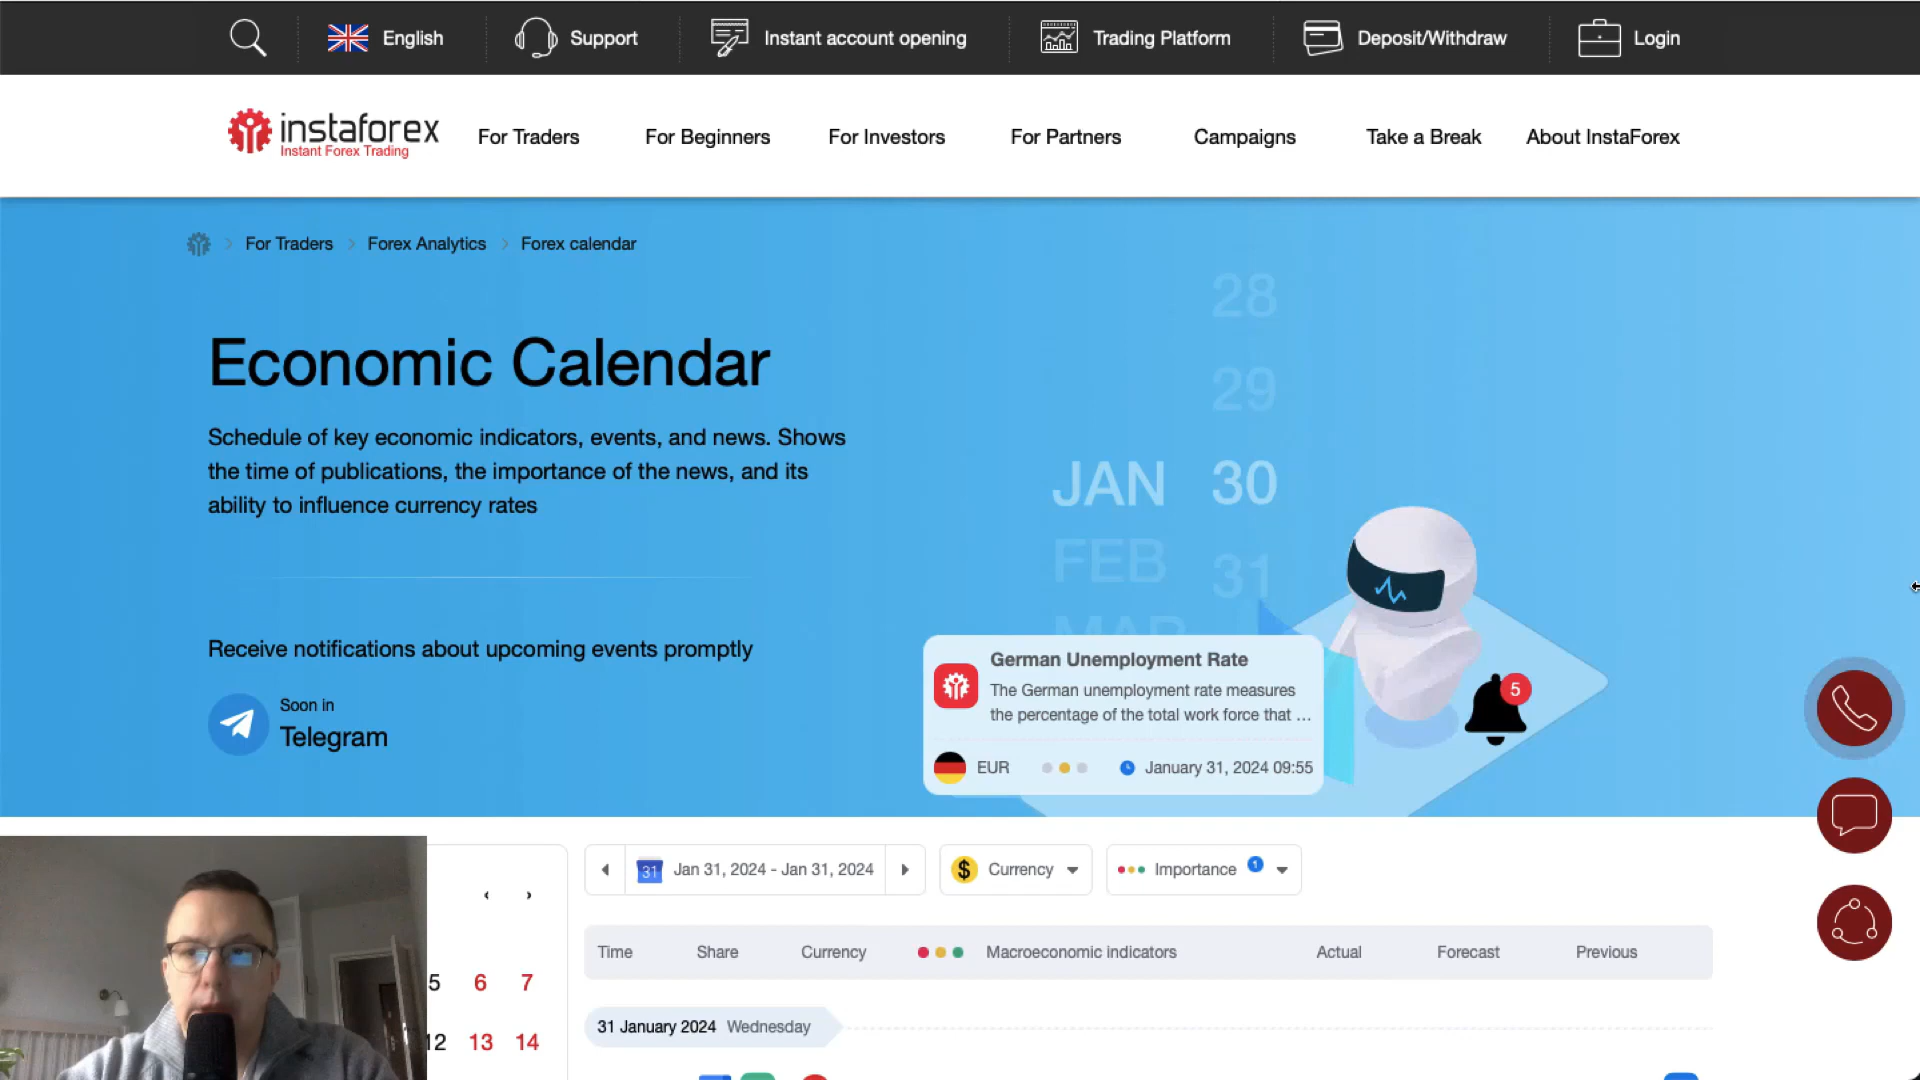 English
Support
Instant account opening
Trading Platform
Deposit/Withdraw
Login
instaforex
Instant Forex Trading
For Traders
For Beginners
For Investors
For Partners
Campaigns
Take a Break
About InstaForex
For Traders
Forex Analytics
Forex calendar
28
29
JAN 30
FEB 31
MAR
Economic Calendar
Schedule of key economic indicators, events, and news. Shows
the time of publications, the importance of the news, and its
ability to influence currency rates
Receive notifications about upcoming events promptly
Soon in
Telegram
German Unemployment Rate
The German unemployment rate measures
the percentage of the total work force that ...
EUR
January 31, 2024 09:55
5
31
Jan 31, 2024 - Jan 31, 2024
$
Currency
Importance
1
Time
Share
Currency
Macroeconomic indicators
Actual
Forecast
Previous
5 6 7
12 13 14
31 January 2024 Wednesday